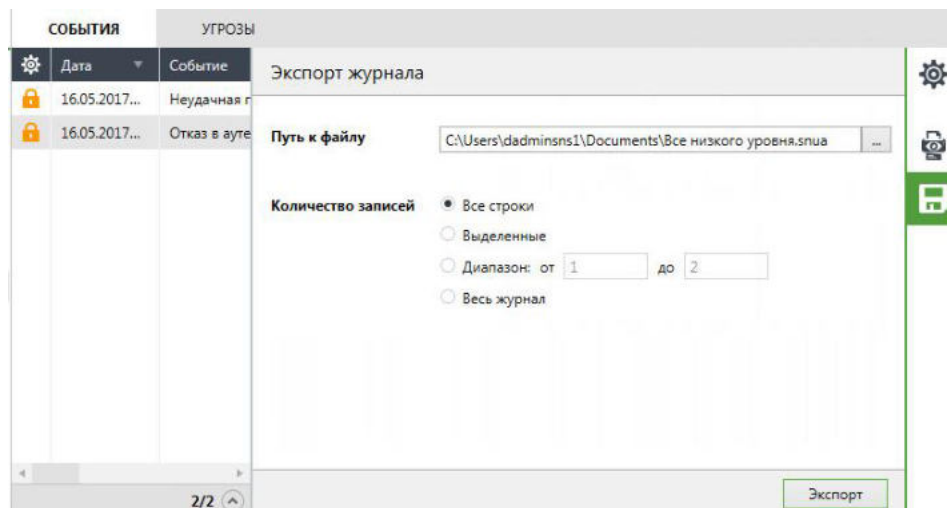 СОБЫТИЯ УГРОЗЫ
Дата Событие
16.05.2017... Неудачная
16.05.2017... Отказ в ауте
2/2
Экспорт журнала
Путь к файлу C:\Users\dadminsns1\Documents\Все низкого уровня.snua ...
Количество записей Все строки
Выделенные
Диапазон: от 1 до 2
Весь журнал
Экспорт